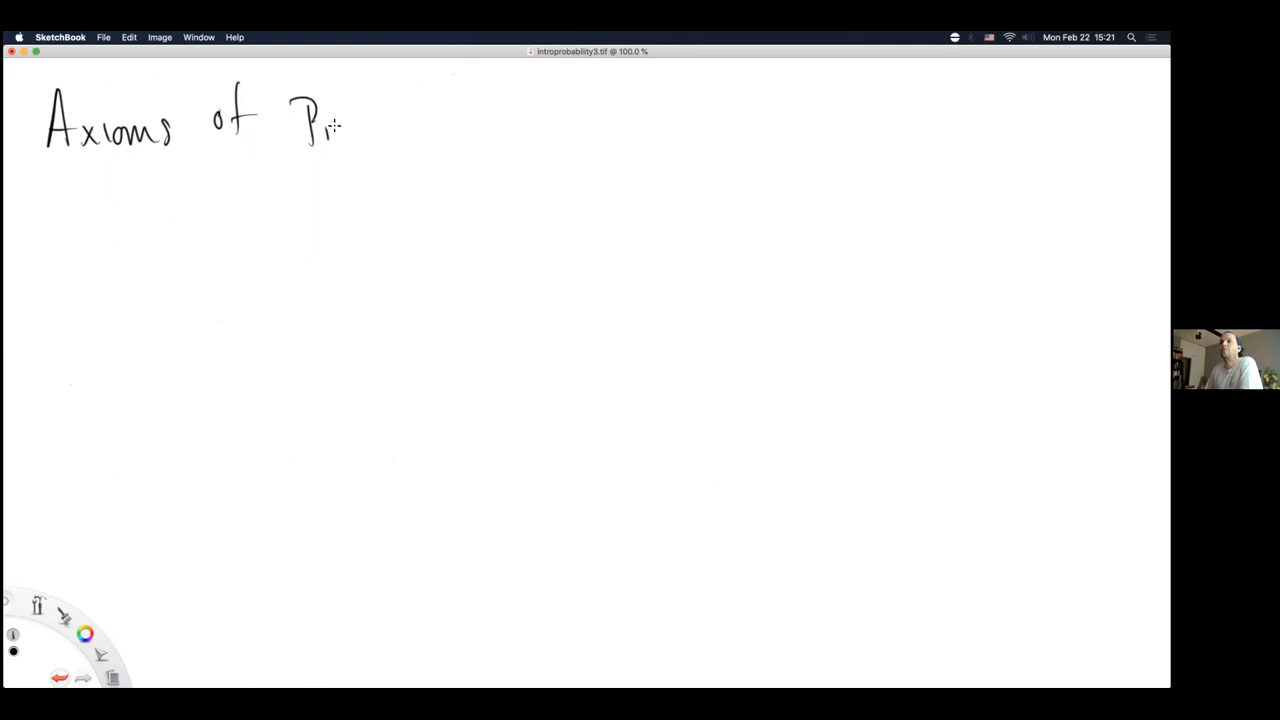 SketchBook File Edit Image Window Help Mon Feb 22 15:21
introprobability3.tif @ 100.0 %
Axioms of Pr